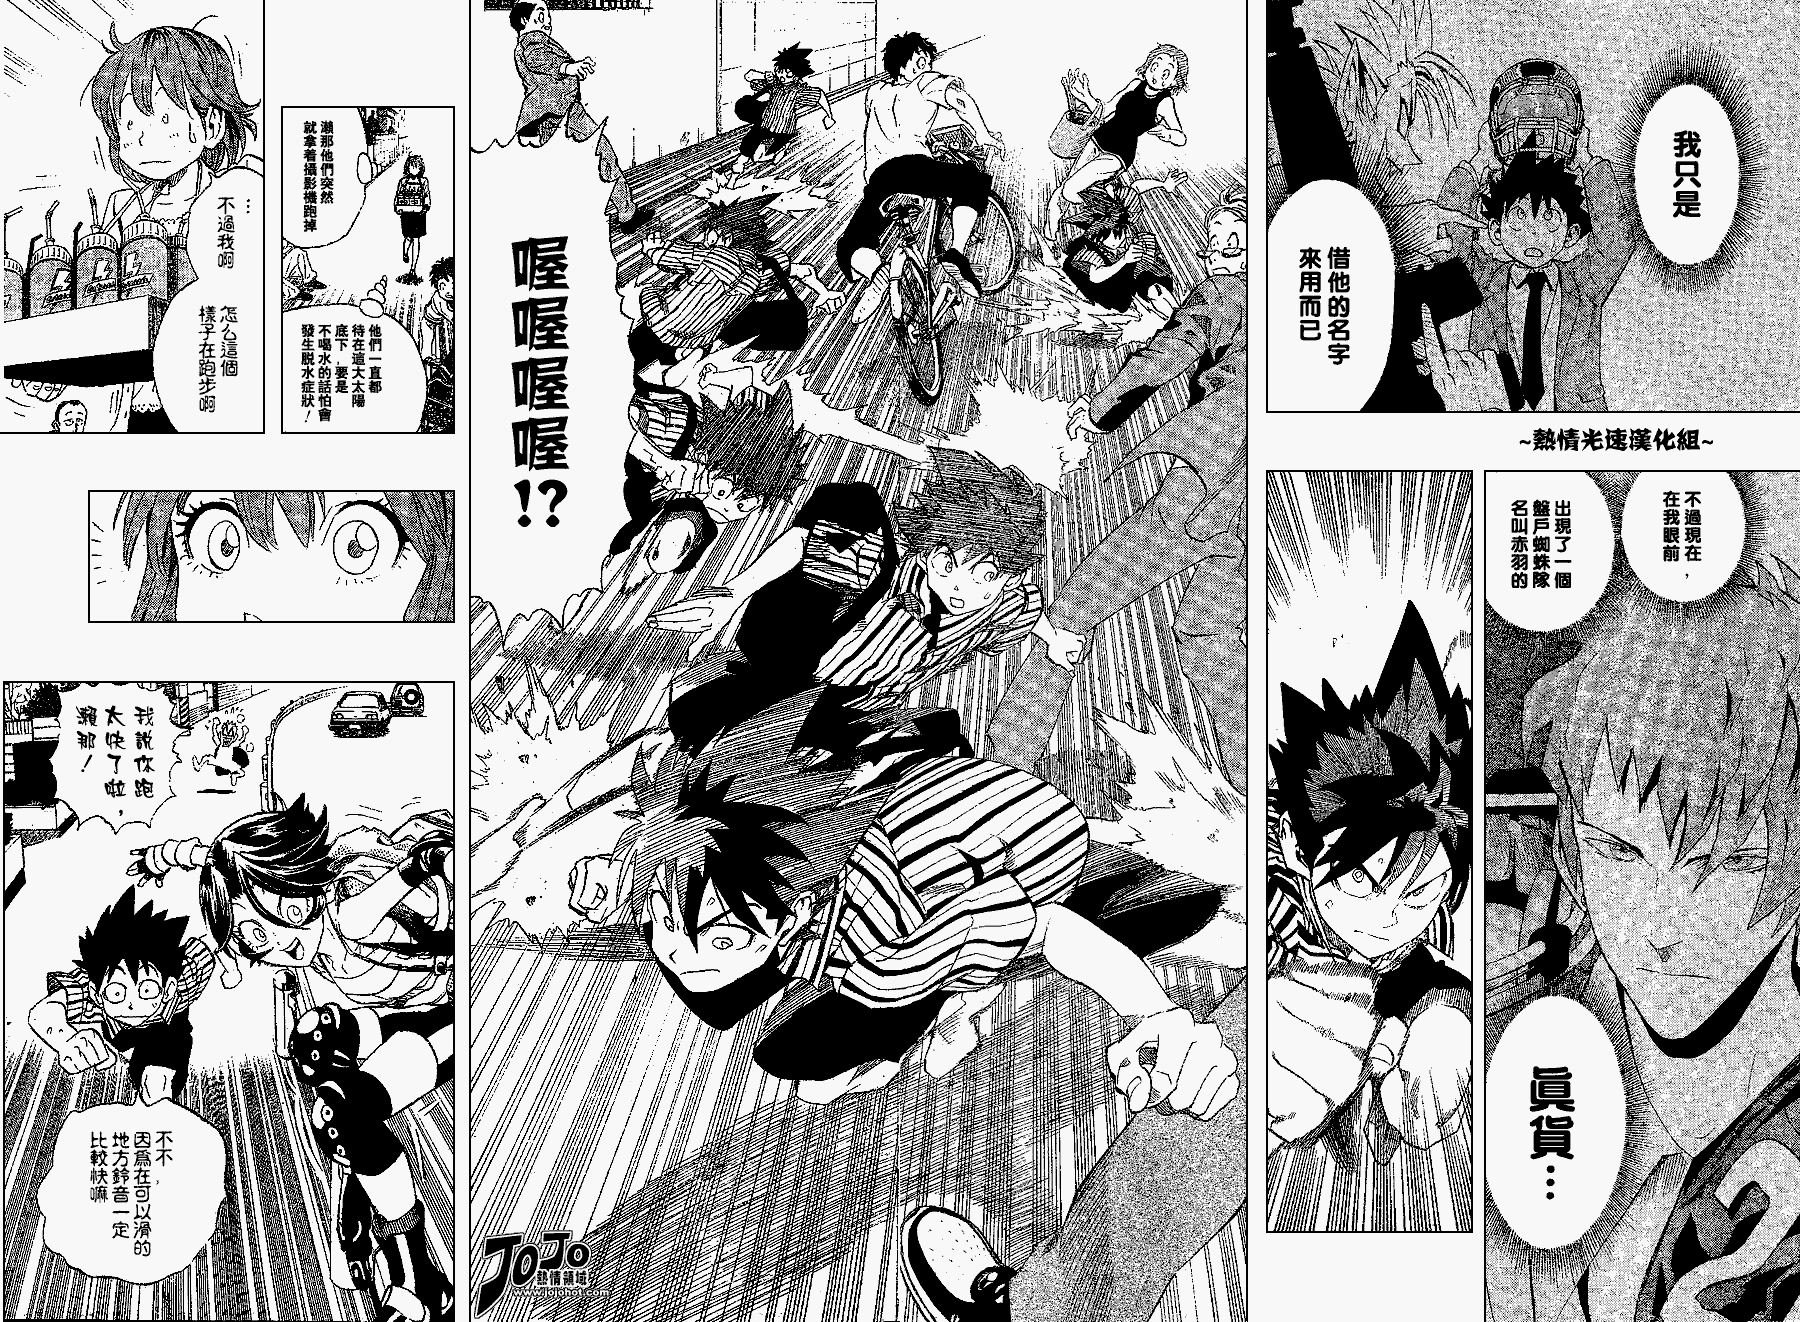 我只是
借他的名字
來用而已
~熱情光速漢化組~
不過現在，
在我眼前
出現了一個
盤戶蜘蛛隊
名叫赤羽的
眞貨…
喔喔喔喔喔!?
JOJO
熱情領域
www.jojohot.com
瀨那他們突然
就拿着攝影機跑掉
他們一直都
待在這大太陽
底下，要是
不喝水的話怕會
發生脱水症狀！
…
不過我啊
怎么這個
樣子在跑步啊
我説你跑
太快了啦，
瀨那！
不不，
因爲在可以滑的
地方鈴音一定
比較快嘛